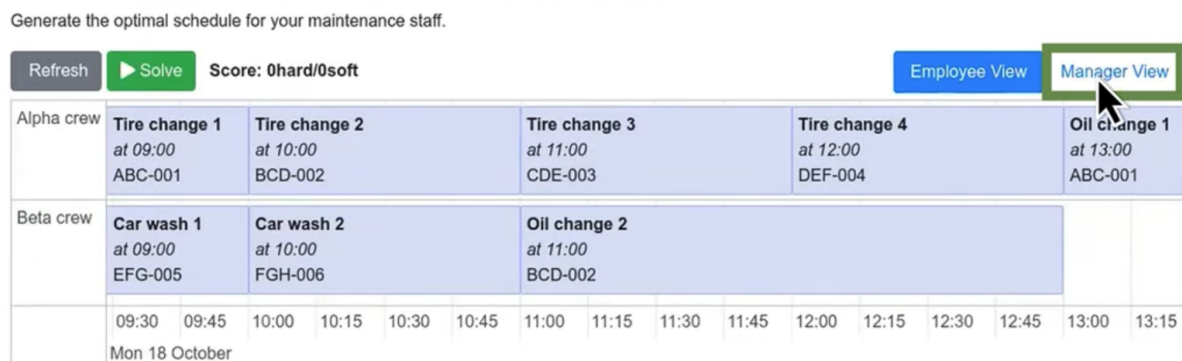 Generate the optimal schedule for your maintenance staff.
Refresh Solve Score: 0hard/0soft Employee View Manager View
Alpha crew
Tire change 1 Tire change 2 Tire change 3 Tire change 4 Oil change 1
at 09:00 at 10:00 at 11:00 at 12:00 at 13:00
ABC-001 BCD-002 CDE-003 DEF-004 ABC-001
Beta crew
Car wash 1 Car wash 2 Oil change 2
at 09:00 at 10:00 at 11:00
EFG-005 FGH-006 BCD-002
09:30 09:45 10:00 10:15 10:30 10:45 11:00 11:15 11:30 11:45 12:00 12:15 12:30 12:45 13:00 13:15
Mon 18 October